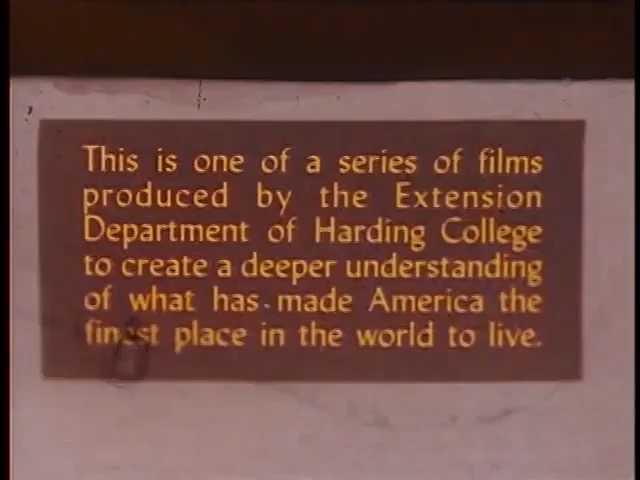 This is one of a series of films
produced by the Extension
Department of Harding College
to create a deeper understanding
of what has made America the
finest place in the world to live.